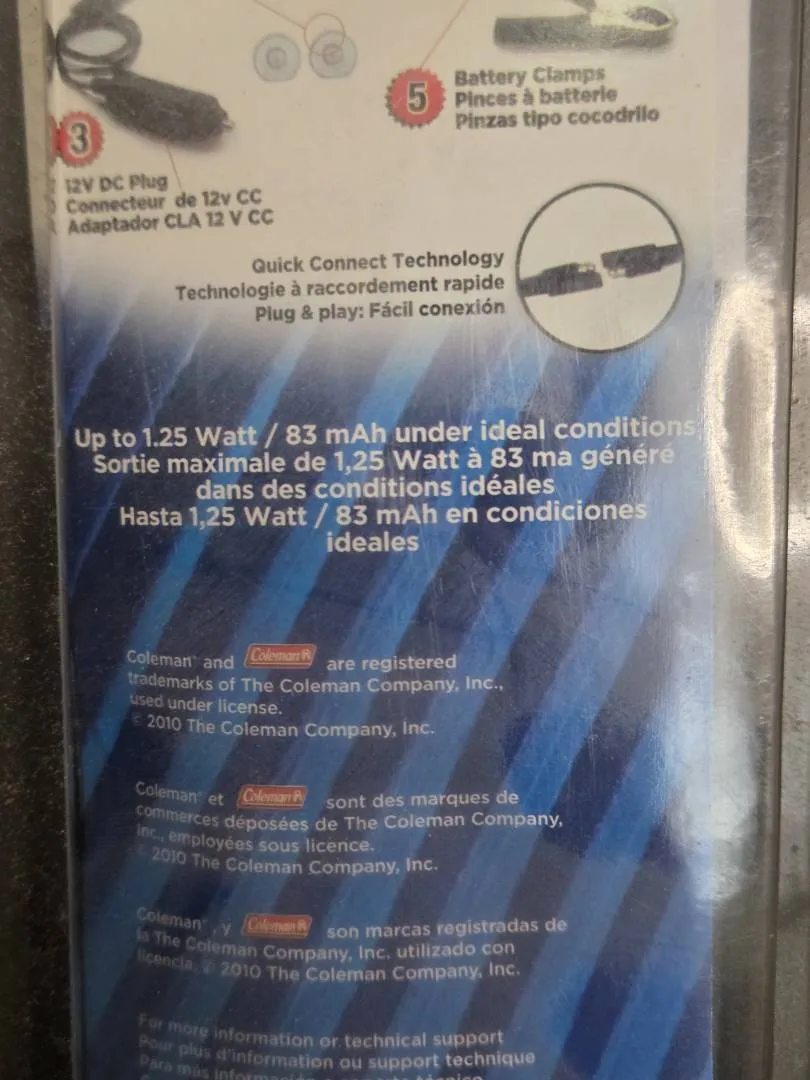 5
Battery Clamps
Pinces à batterie
Pinzas tipo cocodrilo
3
12V DC Plug
Connecteur de 12v CC
Adaptador CLA 12 V CC
Quick Connect Technology
Technologie à raccordement rapide
Plug & play: Fácil conexión
Up to 1.25 Watt / 83 mAh under ideal conditions
Sortie maximale de 1,25 Watt à 83 ma généré
dans des conditions idéales
Hasta 1,25 Watt / 83 mAh en condiciones
ideales
Coleman® and Coleman® are registered
trademarks of The Coleman Company, Inc.,
used under license.
© 2010 The Coleman Company, Inc.
Coleman® et Coleman® sont des marques de
commerces déposées de The Coleman Company,
Inc., employées sous licence.
© 2010 The Coleman Company, Inc.
Coleman®, y Coleman® son marcas registradas de
la The Coleman Company, Inc. utilizado con
licencia. © 2010 The Coleman Company, Inc.
For more information or technical support
Pour plus d'information ou support technique
Para más información o soporte técnico